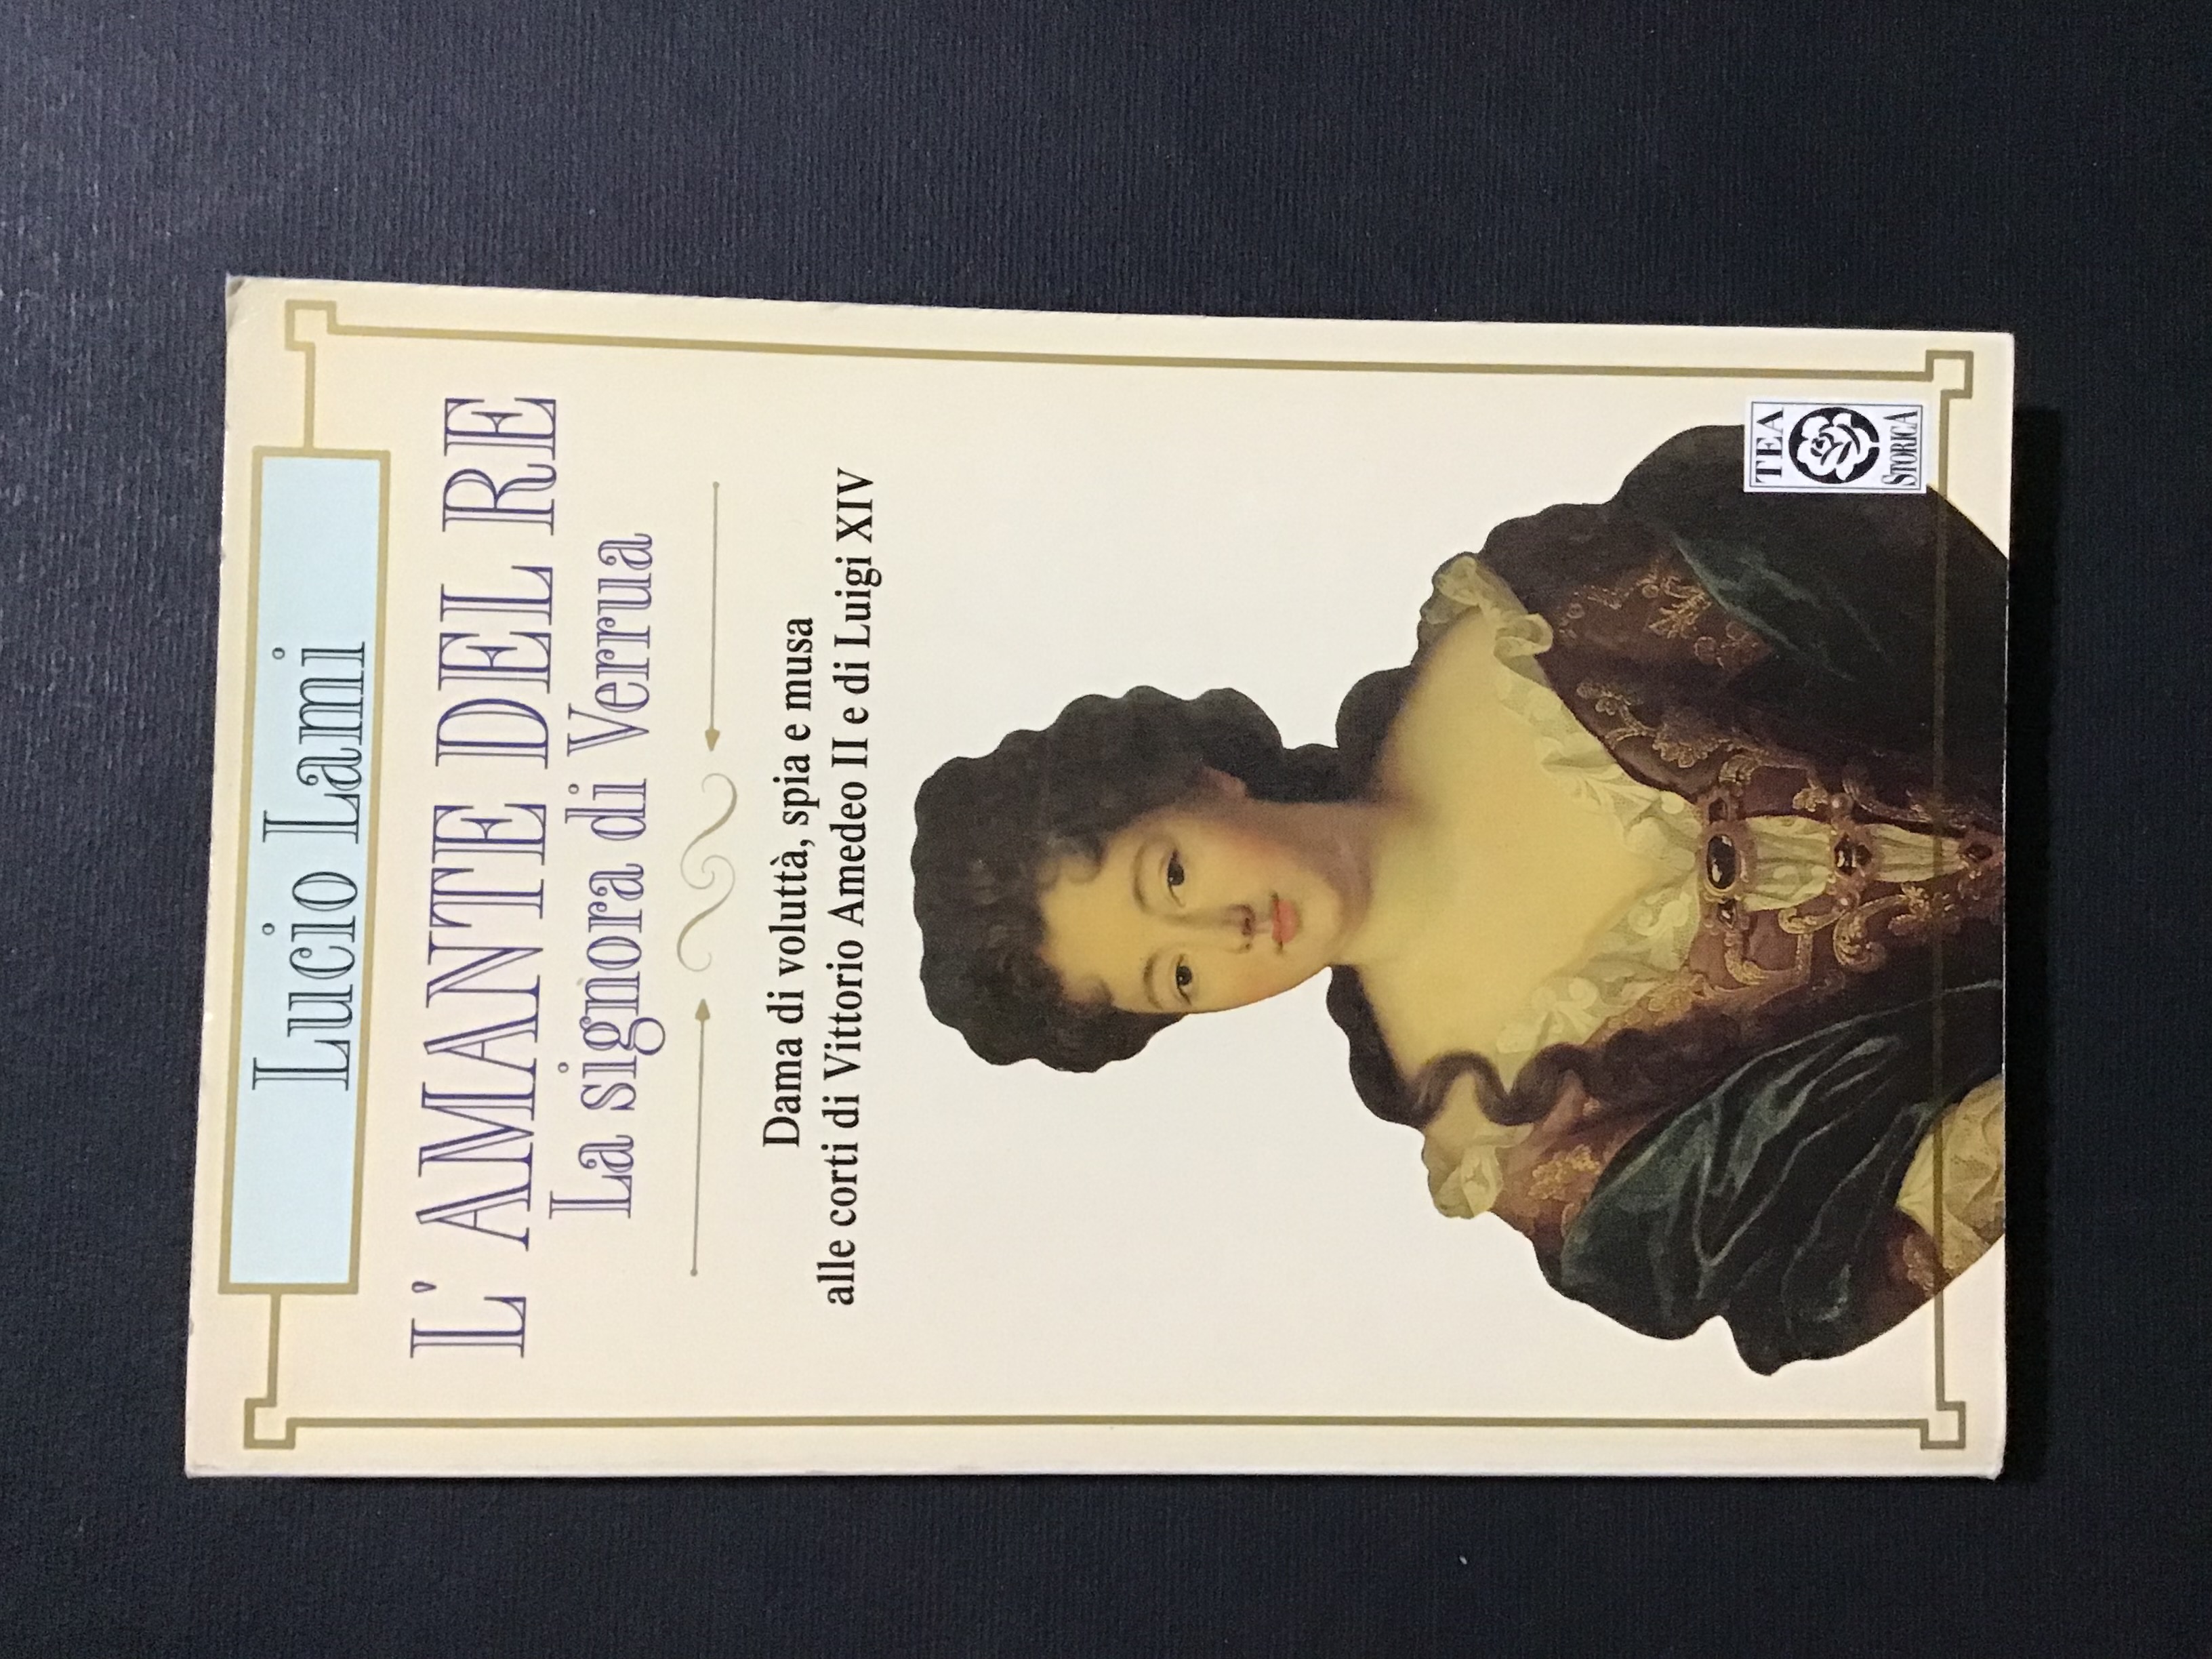 Lucio Lami
L'AMANTE DEL RE
La signora di Verrua
Dama di voluttà, spia e musa
alle corti di Vittorio Amedeo II e di Luigi XIV
TEA
STORICA